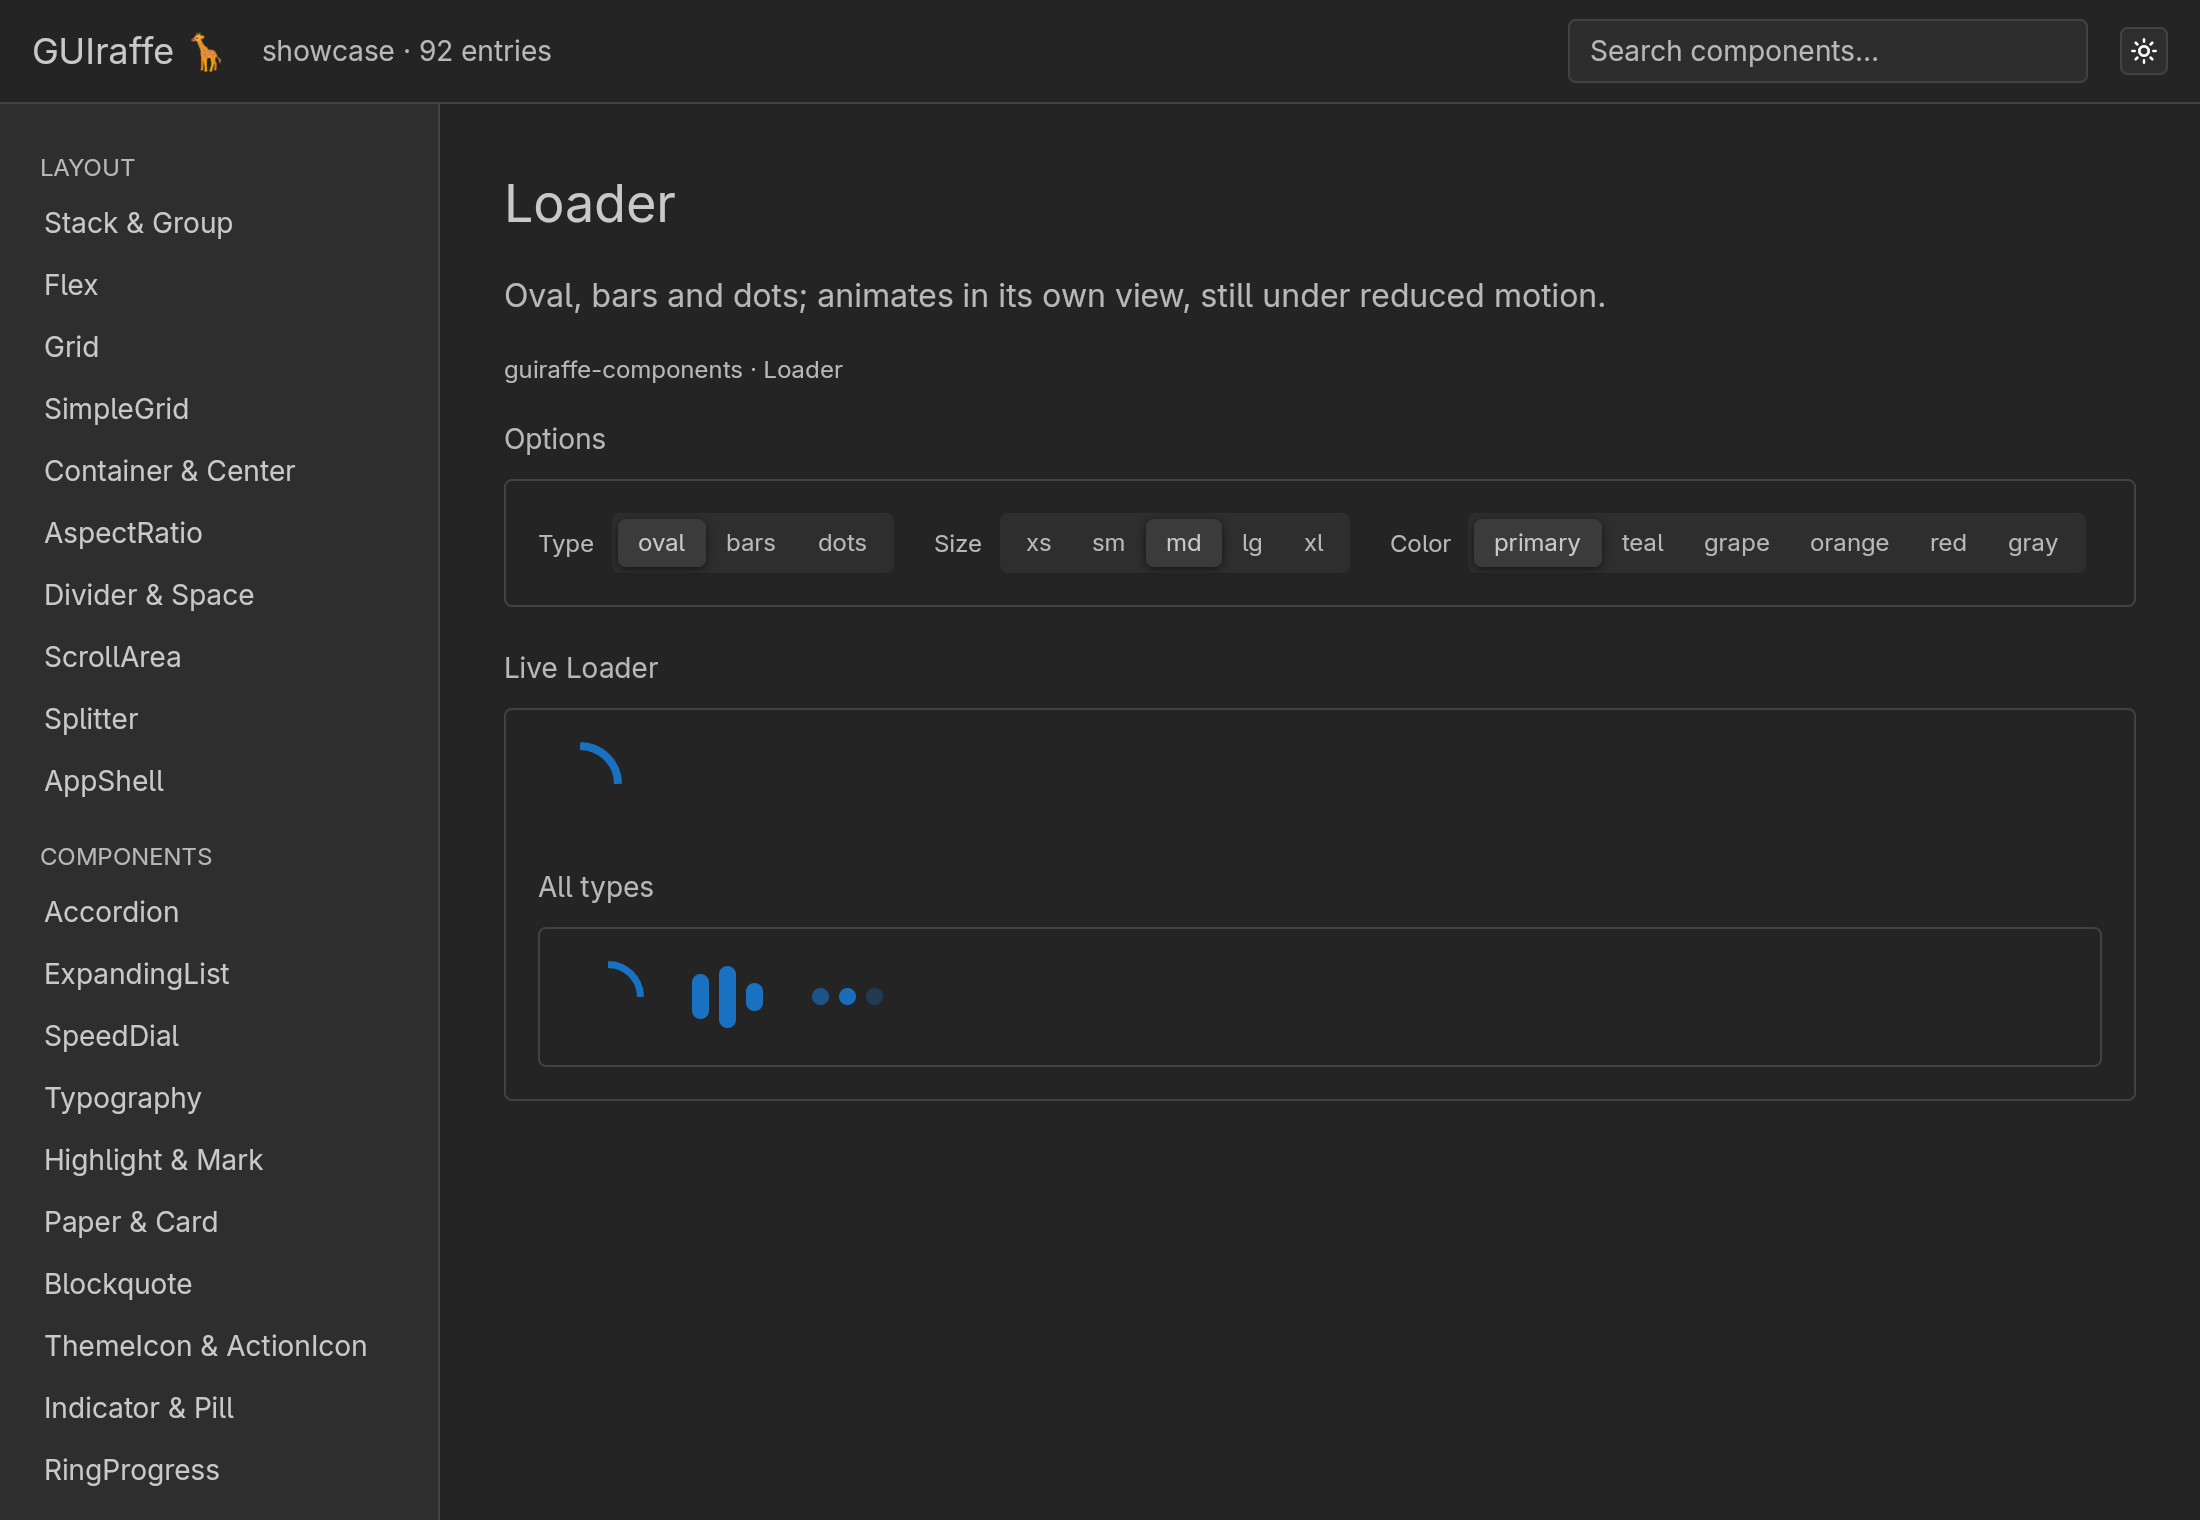 GUIraffe 🦒 showcase · 92 entries Search components...
LAYOUT
Stack & Group
Flex
Grid
SimpleGrid
Container & Center
AspectRatio
Divider & Space
ScrollArea
Splitter
AppShell
COMPONENTS
Accordion
ExpandingList
SpeedDial
Typography
Highlight & Mark
Paper & Card
Blockquote
ThemeIcon & ActionIcon
Indicator & Pill
RingProgress
Loader
Oval, bars and dots; animates in its own view, still under reduced motion.
guiraffe-components · Loader
Options
Type oval bars dots Size xs sm md lg xl Color primary teal grape orange red gray
Live Loader
All types